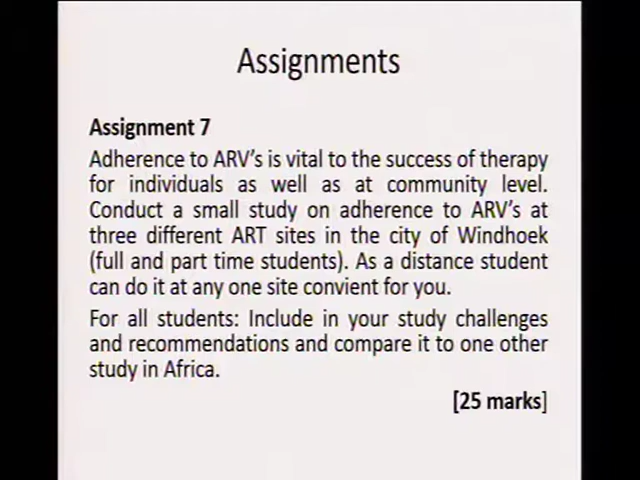 Assignments
Assignment 7
Adherence to ARV's is vital to the success of therapy
for individuals as well as at community level.
Conduct a small study on adherence to ARV's at
three different ART sites in the city of Windhoek
(full and part time students). As a distance student
can do it at any one site convient for you.
For all students: Include in your study challenges
and recommendations and compare it to one other
study in Africa.
[25 marks]